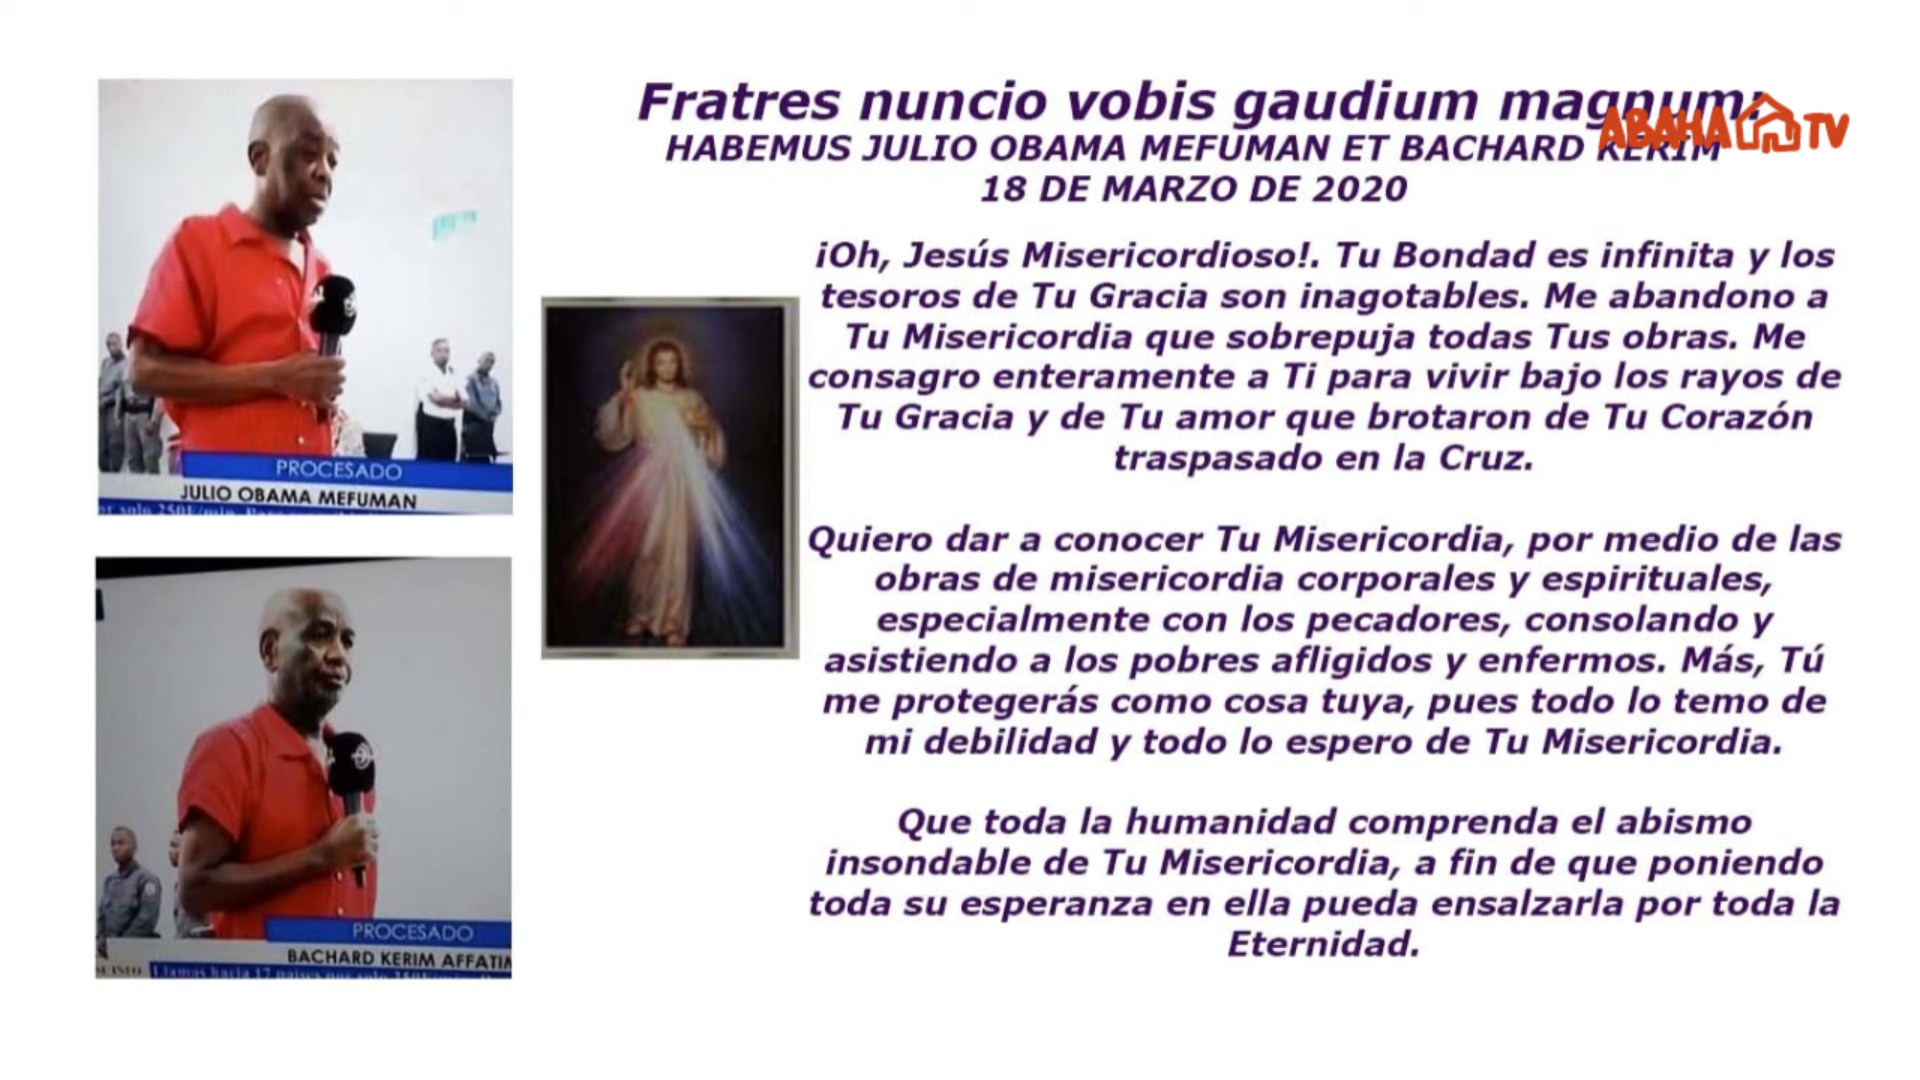 Fratres nuncio vobis gaudium magnum:
HABEMUS JULIO OBAMA MEFUMAN ET BACHARD KERIM
18 DE MARZO DE 2020
ABAHA TV
¡Oh, Jesús Misericordioso!. Tu Bondad es infinita y los
tesoros de Tu Gracia son inagotables. Me abandono a
Tu Misericordia que sobrepuja todas Tus obras. Me
consagro enteramente a Ti para vivir bajo los rayos de
Tu Gracia y de Tu amor que brotaron de Tu Corazón
traspasado en la Cruz.
Quiero dar a conocer Tu Misericordia, por medio de las
obras de misericordia corporales y espirituales,
especialmente con los pecadores, consolando y
asistiendo a los pobres afligidos y enfermos. Más, Tú
me protegerás como cosa tuya, pues todo lo temo de
mi debilidad y todo lo espero de Tu Misericordia.
Que toda la humanidad comprenda el abismo
insondable de Tu Misericordia, a fin de que poniendo
toda su esperanza en ella pueda ensalzarla por toda la
Eternidad.
PROCESADO
JULIO OBAMA MEFUMAN
PROCESADO
BACHARD KERIM AFFATIM